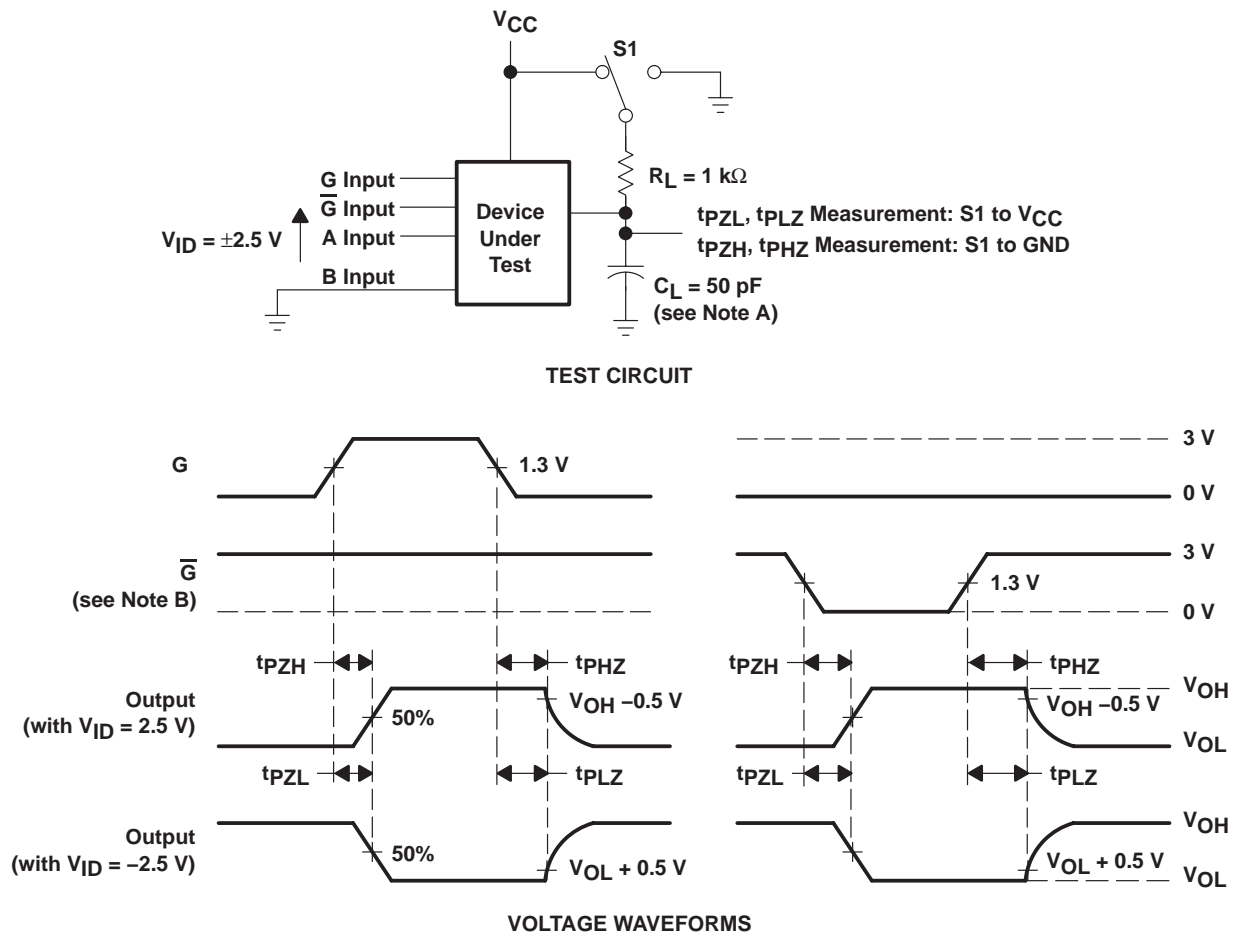 VCC
S1
RL = 1 kΩ
G Input
G̅ Input
A Input
B Input
VID = ±2.5 V
Device
Under
Test
tPZL, tPLZ Measurement: S1 to VCC
tPZH, tPHZ Measurement: S1 to GND
CL = 50 pF
(see Note A)
TEST CIRCUIT
G
1.3 V
3 V
0 V
G̅
(see Note B)
1.3 V
3 V
0 V
tPZH
tPHZ
tPZH
tPHZ
Output
(with VID = 2.5 V)
50%
VOH −0.5 V
VOH −0.5 V
VOH
VOL
tPZL
tPLZ
tPZL
tPLZ
Output
(with VID = −2.5 V)
50%
VOL + 0.5 V
VOL + 0.5 V
VOH
VOL
VOLTAGE WAVEFORMS